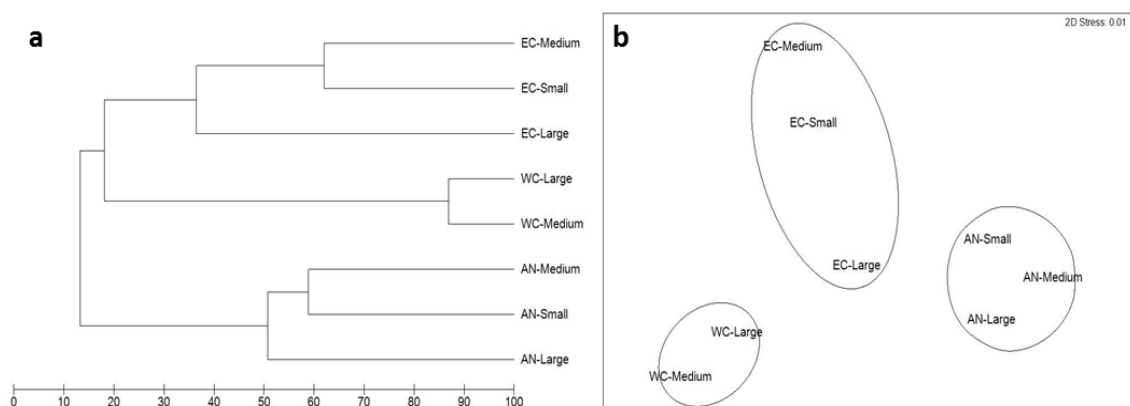 a
EC-Medium
EC-Small
EC-Large
WC-Large
WC-Medium
AN-Medium
AN-Small
AN-Large
0 10 20 30 40 50 60 70 80 90 100
b
2D Stress: 0.01
EC-Medium
EC-Small
EC-Large
AN-Small
AN-Medium
AN-Large
WC-Large
WC-Medium